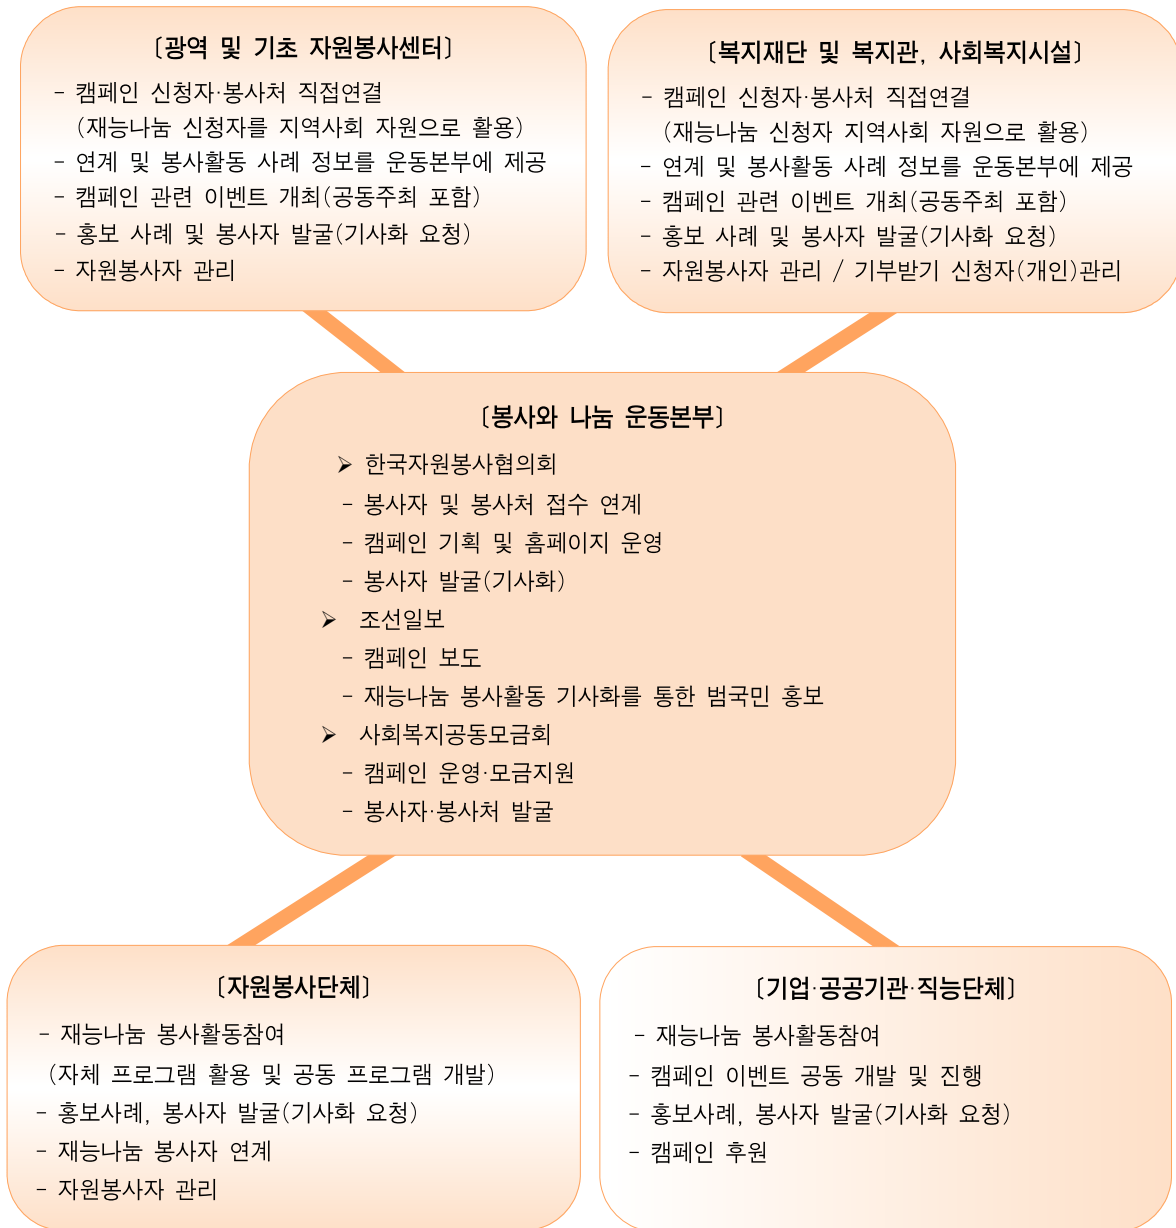 〔광역 및 기초 자원봉사센터〕
- 캠페인 신청자·봉사처 직접연결
(재능나눔 신청자를 지역사회 자원으로 활용)
- 연계 및 봉사활동 사례 정보를 운동본부에 제공
- 캠페인 관련 이벤트 개최(공동주최 포함)
- 홍보 사례 및 봉사자 발굴(기사화 요청)
- 자원봉사자 관리
〔복지재단 및 복지관, 사회복지시설〕
- 캠페인 신청자·봉사처 직접연결
(재능나눔 신청자 지역사회 자원으로 활용)
- 연계 및 봉사활동 사례 정보를 운동본부에 제공
- 캠페인 관련 이벤트 개최(공동주최 포함)
- 홍보 사례 및 봉사자 발굴(기사화 요청)
- 자원봉사자 관리 / 기부받기 신청자(개인)관리
〔봉사와 나눔 운동본부〕
➢ 한국자원봉사협의회
- 봉사자 및 봉사처 접수 연계
- 캠페인 기획 및 홈페이지 운영
- 봉사자 발굴(기사화)
➢ 조선일보
- 캠페인 보도
- 재능나눔 봉사활동 기사화를 통한 범국민 홍보
➢ 사회복지공동모금회
- 캠페인 운영·모금지원
- 봉사자·봉사처 발굴
〔자원봉사단체〕
- 재능나눔 봉사활동참여
(자체 프로그램 활용 및 공동 프로그램 개발)
- 홍보사례, 봉사자 발굴(기사화 요청)
- 재능나눔 봉사자 연계
- 자원봉사자 관리
〔기업·공공기관·직능단체〕
- 재능나눔 봉사활동참여
- 캠페인 이벤트 공동 개발 및 진행
- 홍보사례, 봉사자 발굴(기사화 요청)
- 캠페인 후원